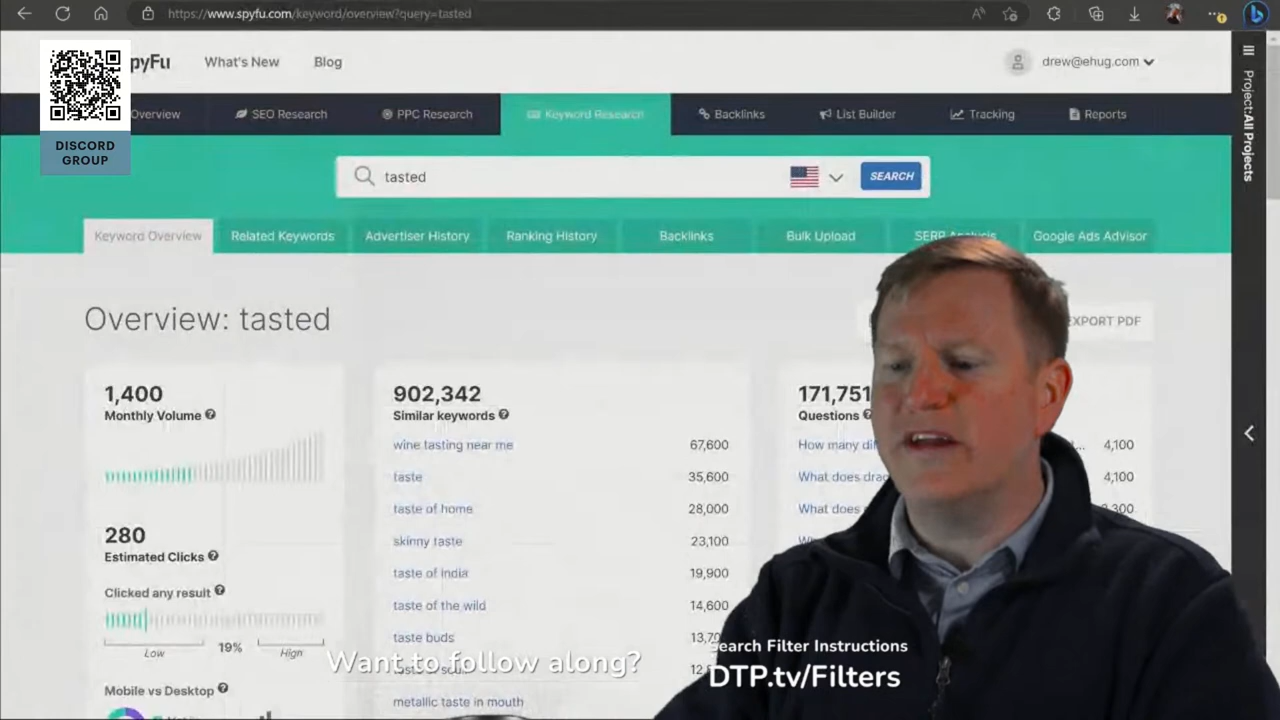 https://www.spyfu.com/keyword/overview?query=tasted
pyFu
What's New
Blog
drew@ehug.com
DISCORD
GROUP
Overview
SEO Research
PPC Research
Keyword Research
Backlinks
List Builder
Tracking
Reports
Project:All Projects
tasted
SEARCH
Keyword Overview
Related Keywords
Advertiser History
Ranking History
Backlinks
Bulk Upload
SERP Analysis
Google Ads Advisor
Overview: tasted
EXPORT PDF
1,400
Monthly Volume
280
Estimated Clicks
Clicked any result
Low
19%
High
Mobile vs Desktop
902,342
Similar keywords
wine tasting near me 67,600
taste 35,600
taste of home 28,000
skinny taste 23,100
taste of india 19,900
taste of the wild 14,600
taste buds
metallic taste in mouth
171,751
Questions
How many 4,100
What does 4,100
What does
Want to follow along?
Search Filter Instructions
DTP.tv/Filters